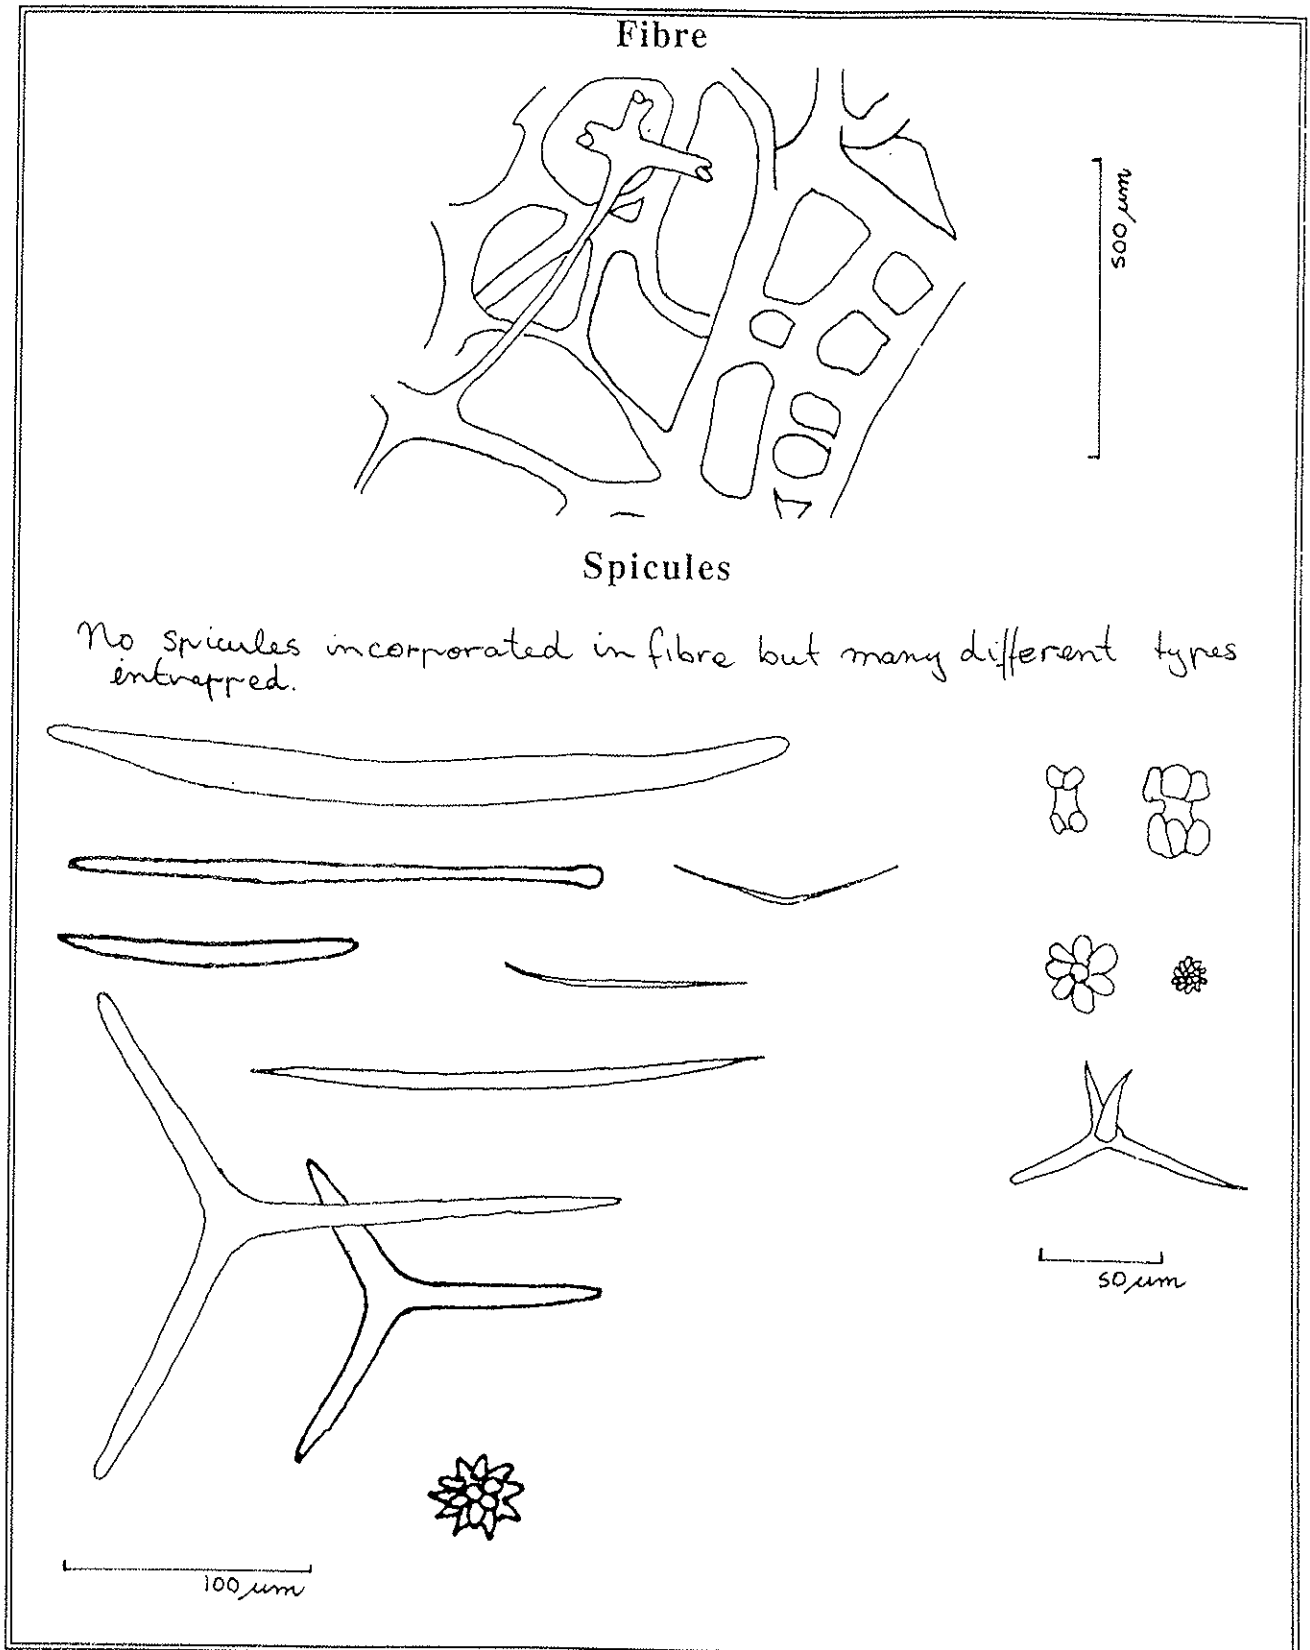 Fibre
500 µm
Spicules
No spicules incorporated in fibre but many different types
entrapped.
50 µm
100 µm